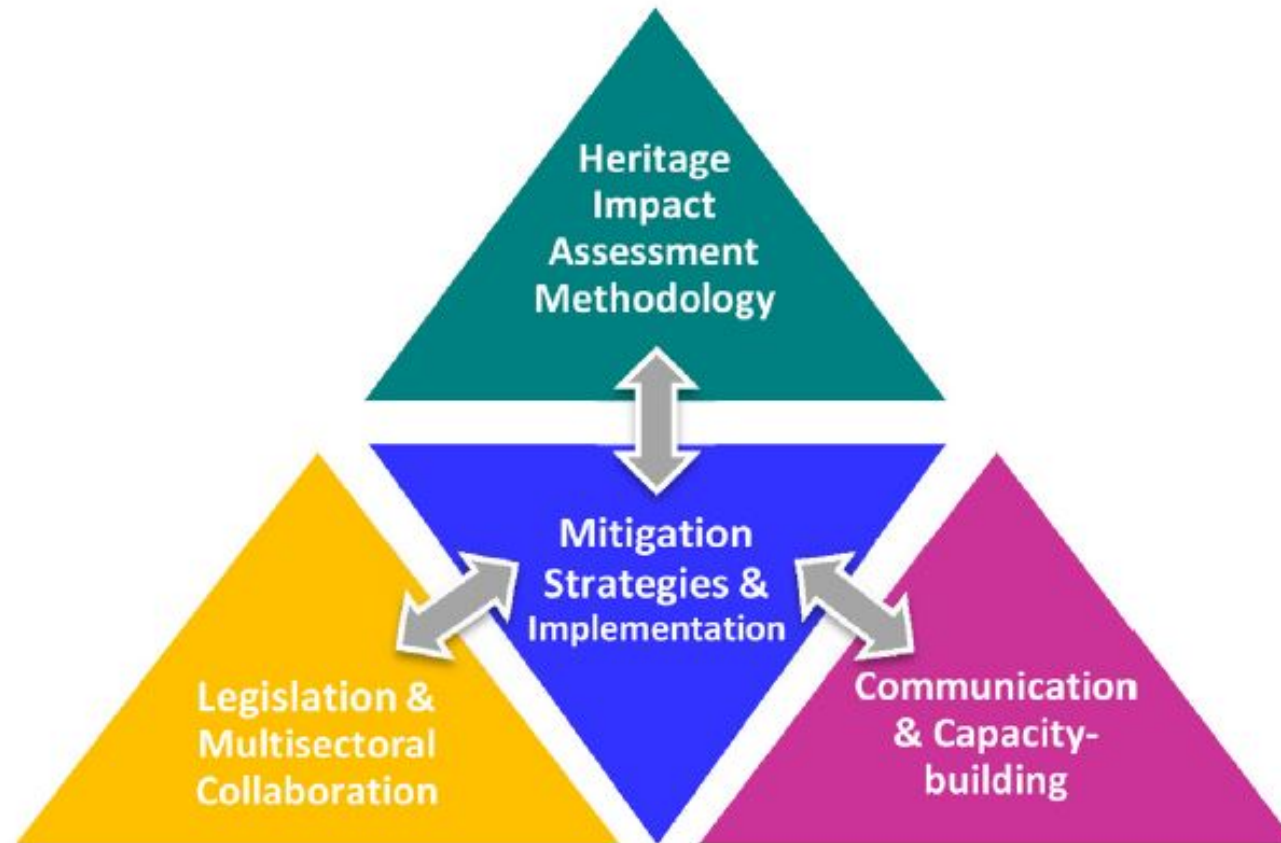 Heritage
Impact
Assessment
Methodology
Mitigation
Strategies &
Implementation
Legislation &
Multisectoral
Collaboration
Communication
& Capacity-
building